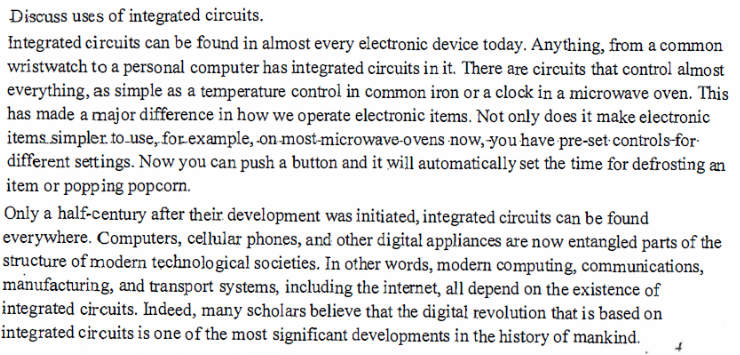 Discuss uses of integrated circuits.
Integrated circuits can be found in almost every electronic device today. Anything, from a common
wristwatch to a personal computer has integrated circuits in it. There are circuits that control almost
everything, as simple as a temperature control in common iron or a clock in a microwave oven. This
has made a major difference in how we operate electronic items. Not only does it make electronic
items simpler to use, for example, on most microwave ovens now, you have pre-set controls for
different settings. Now you can push a button and it will automatically set the time for defrosting an
item or popping popcorn.
Only a half-century after their development was initiated, integrated circuits can be found
everywhere. Computers, cellular phones, and other digital appliances are now entangled parts of the
structure of modern technological societies. In other words, modern computing, communications,
manufacturing, and transport systems, including the internet, all depend on the existence of
integrated circuits. Indeed, many scholars believe that the digital revolution that is based on
integrated circuits is one of the most significant developments in the history of mankind.